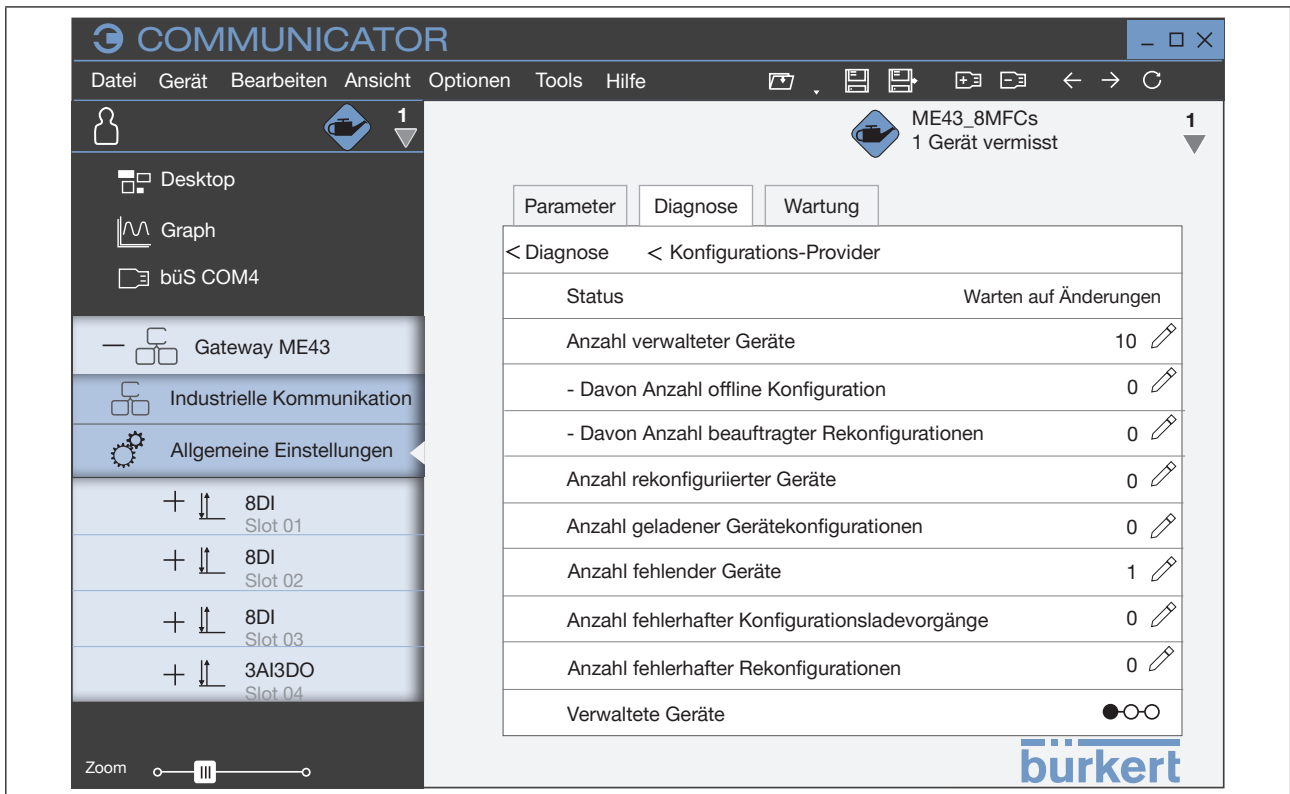 COMMUNICATOR
Datei Gerät Bearbeiten Ansicht Optionen Tools Hilfe
1
ME43_8MFCs
1 Gerät vermisst
1
Desktop
Graph
büS COM4
Gateway ME43
Industrielle Kommunikation
Allgemeine Einstellungen
8DI
Slot 01
8DI
Slot 02
8DI
Slot 03
3AI3DO
Slot 04
Zoom
Parameter Diagnose Wartung
< Diagnose < Konfigurations-Provider
Status Warten auf Änderungen
Anzahl verwalteter Geräte 10
- Davon Anzahl offline Konfiguration 0
- Davon Anzahl beauftragter Rekonfigurationen 0
Anzahl rekonfiguriierter Geräte 0
Anzahl geladener Gerätekonfigurationen 0
Anzahl fehlender Geräte 1
Anzahl fehlerhafter Konfigurationsladevorgänge 0
Anzahl fehlerhafter Rekonfigurationen 0
Verwaltete Geräte
bürkert